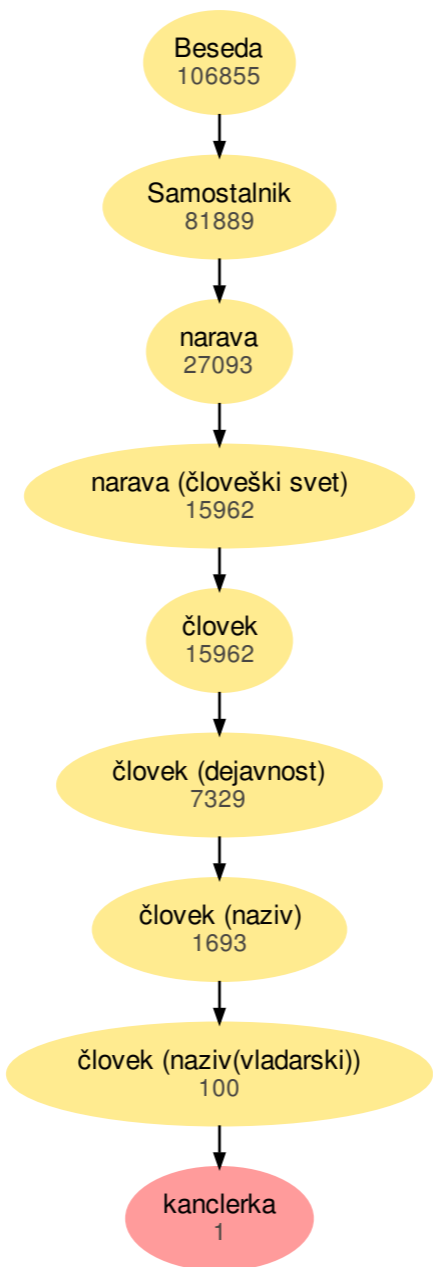 Beseda
106855
Samostalnik
81889
narava
27093
narava (človeški svet)
15962
človek
15962
človek (dejavnost)
7329
človek (naziv)
1693
človek (naziv(vladarski))
100
kanclerka
1